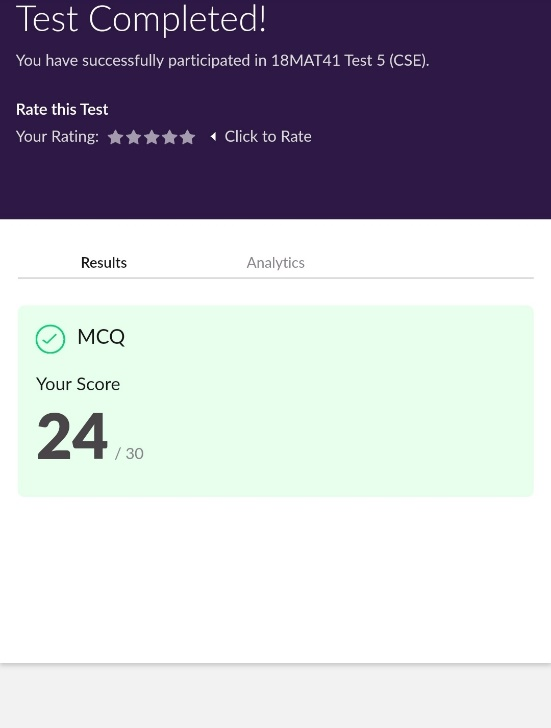 Test Completed!
You have successfully participated in 18MAT41 Test 5 (CSE).
Rate this Test
Your Rating: Click to Rate
Results Analytics
MCQ
Your Score
24 / 30